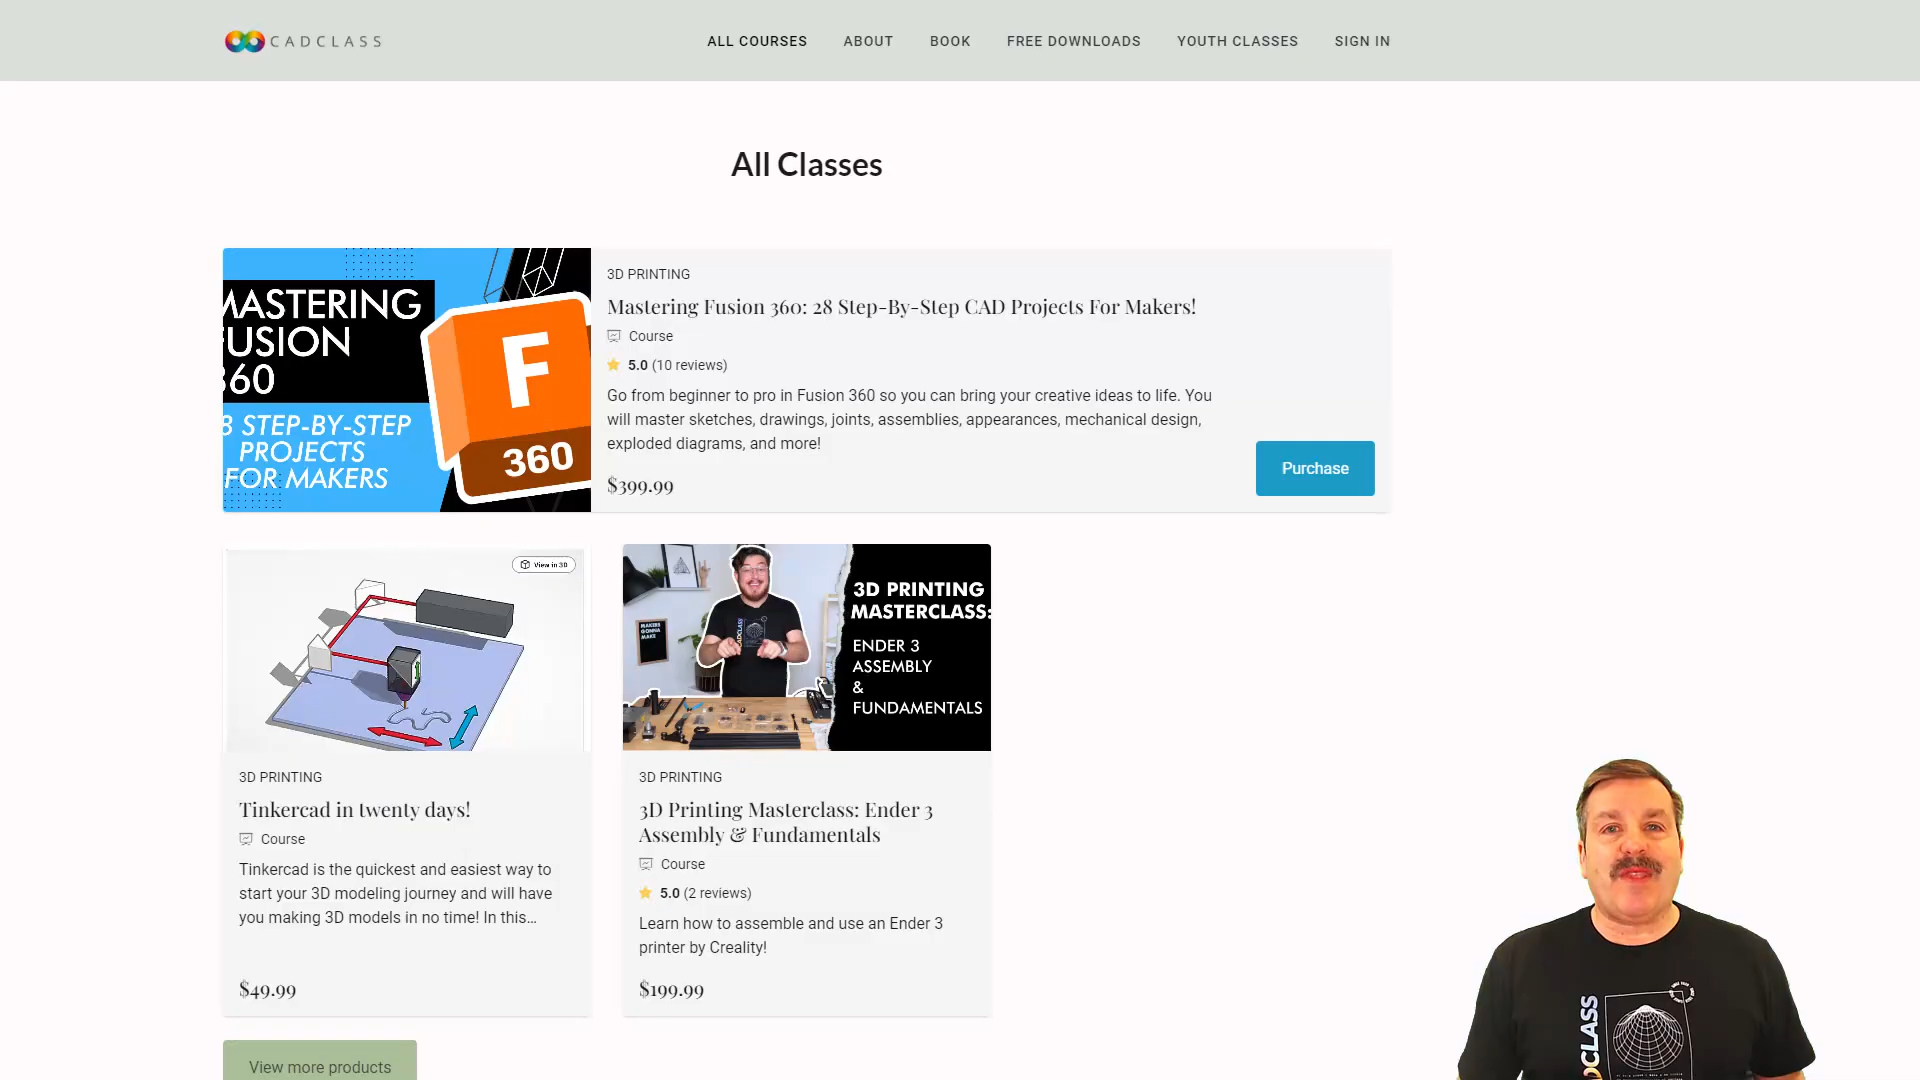 CADCLASS
ALL COURSES
ABOUT
BOOK
FREE DOWNLOADS
YOUTH CLASSES
SIGN IN
All Classes
MASTERING
FUSION
360
8 STEP-BY-STEP
PROJECTS
FOR MAKERS
F
360
3D PRINTING
Mastering Fusion 360: 28 Step-By-Step CAD Projects For Makers!
Course
5.0 (10 reviews)
Go from beginner to pro in Fusion 360 so you can bring your creative ideas to life. You
will master sketches, drawings, joints, assemblies, appearances, mechanical design,
exploded diagrams, and more!
$399.99
Purchase
View in 3D
3D PRINTING
Tinkercad in twenty days!
Course
Tinkercad is the quickest and easiest way to
start your 3D modeling journey and will have
you making 3D models in no time! In this...
$49.99
MAKERS
GONNA
MAKE
CADCLASS
3D PRINTING
MASTERCLASS:
ENDER 3
ASSEMBLY
&
FUNDAMENTALS
3D PRINTING
3D Printing Masterclass: Ender 3
Assembly & Fundamentals
Course
5.0 (2 reviews)
Learn how to assemble and use an Ender 3
printer by Creality!
$199.99
View more products
CADCLASS